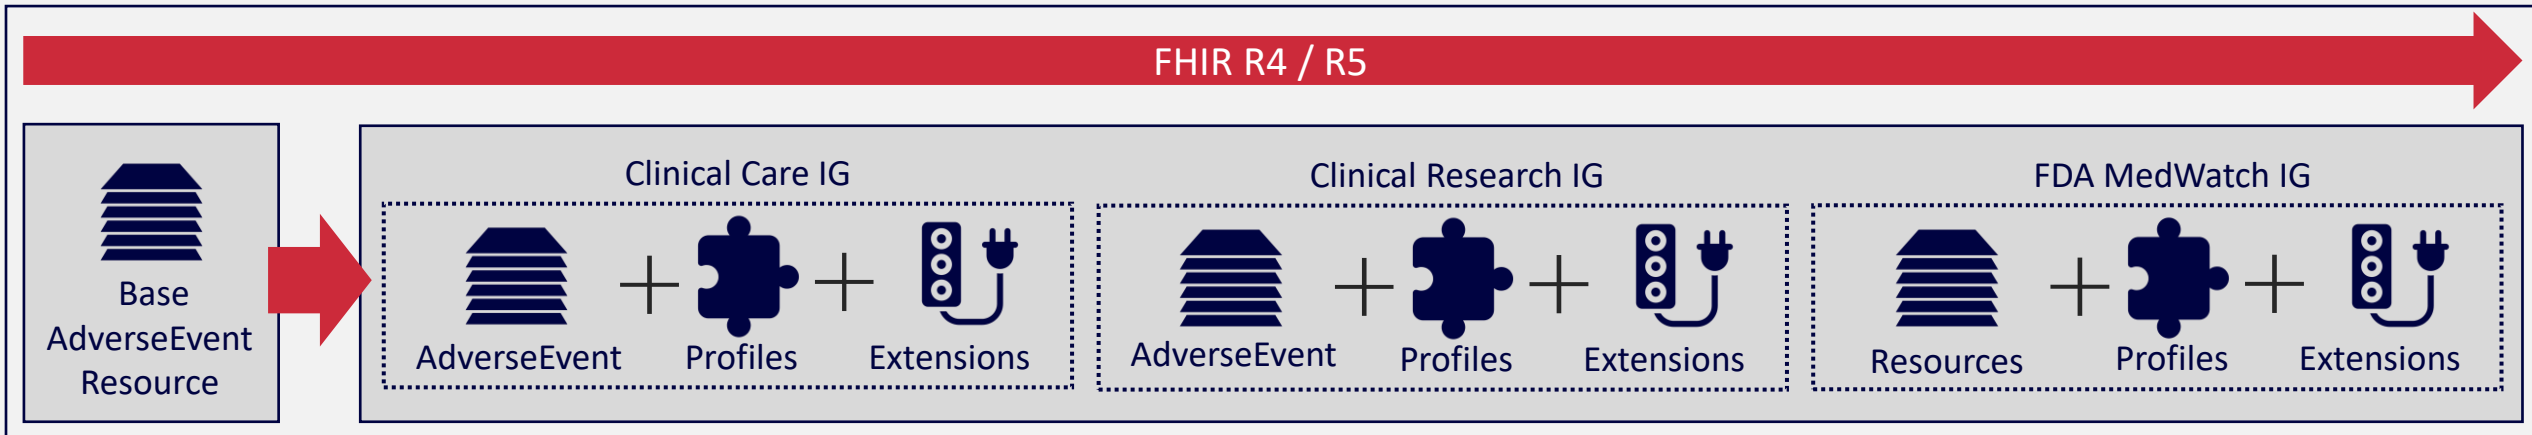 FHIR R4 / R5
Base
AdverseEvent
Resource
Clinical Care IG
AdverseEvent
Profiles
Extensions
Clinical Research IG
AdverseEvent
Profiles
Extensions
FDA MedWatch IG
Resources
Profiles
Extensions